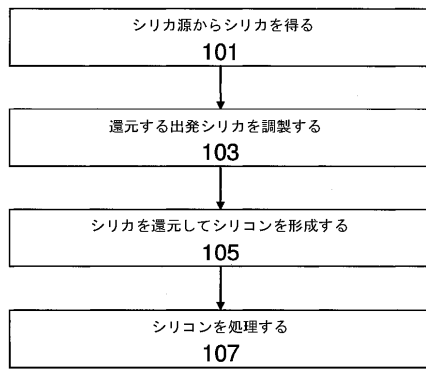 シリカ源からシリカを得る
101
還元する出発シリカを調製する
103
シリカを還元してシリコンを形成する
105
シリコンを処理する
107